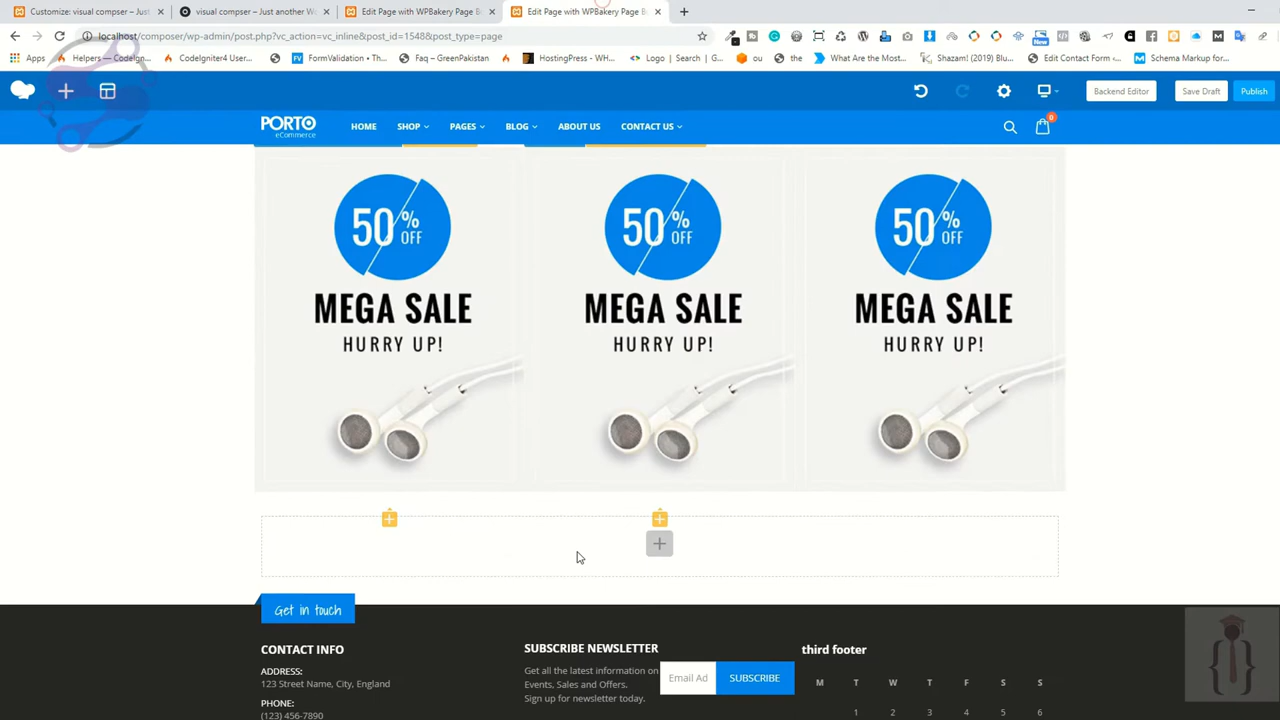 Customize: visual compser – Just
visual compser – Just another W
Edit Page with WPBakery Page B
Edit Page with WPBakery Page B
localhost/composer/wp-admin/post.php?vc_action=vc_inline&post_id=1548&post_type=page
Apps
Helpers — CodeIgn...
CodeIgniter4 User...
FormValidation • Th...
Faq – GreenPakistan
HostingPress - WH...
Logo | Search | G...
ou
the
What Are the Most...
Shazam! (2019) Blu...
Edit Contact Form ‹...
Schema Markup for...
New
Backend Editor
Save Draft
Publish
PORTO
eCommerce
HOME
SHOP
PAGES
BLOG
ABOUT US
CONTACT US
0
50% OFF
MEGA SALE
HURRY UP!
50% OFF
MEGA SALE
HURRY UP!
50% OFF
MEGA SALE
HURRY UP!
Get in touch
CONTACT INFO
ADDRESS:
123 Street Name, City, England
PHONE:
(123) 456-7890
SUBSCRIBE NEWSLETTER
Get all the latest information on
Events, Sales and Offers.
Sign up for newsletter today.
Email Ad
SUBSCRIBE
third footer
M T W T F S S
1 2 3 4 5 6